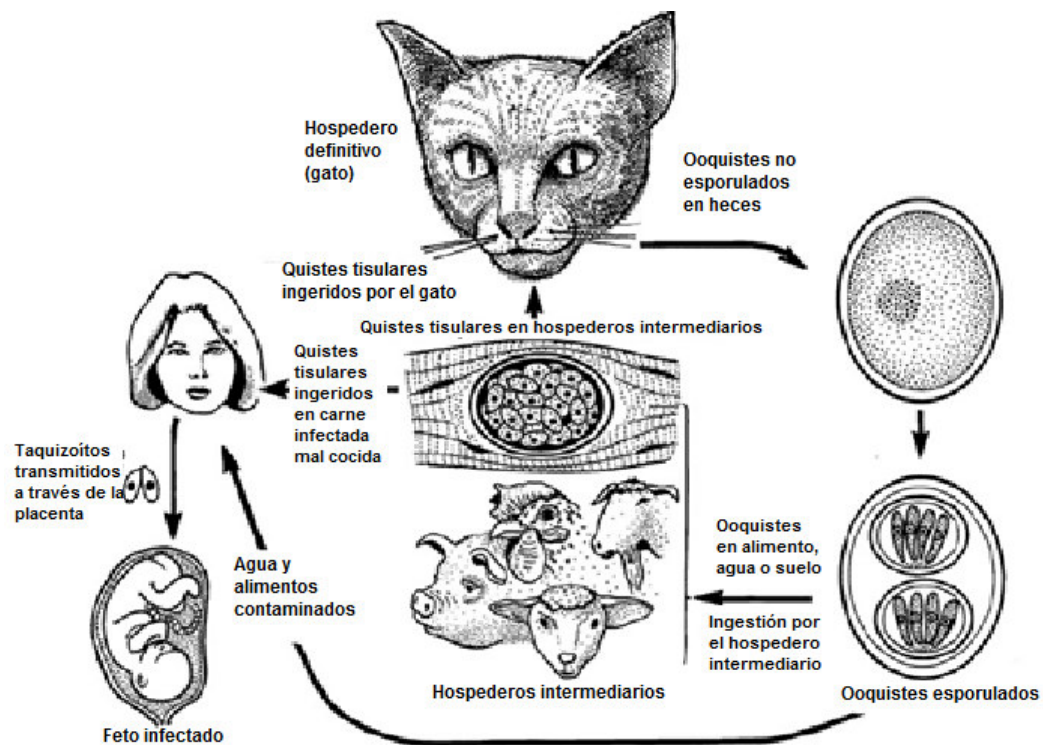 Hospedero
definitivo
(gato)
Ooquistes no
esporulados
en heces
Quistes tisulares
ingeridos por el gato
Quistes tisulares en hospederos intermediarios
Quistes
tisulares
ingeridos
en carne
infectada
mal cocida
Taquizoítos
transmitidos
a través de la
placenta
Agua y
alimentos
contaminados
Ooquistes
en alimento,
agua o suelo
Ingestión por
el hospedero
intermediario
Hospederos intermediarios
Ooquistes esporulados
Feto infectado